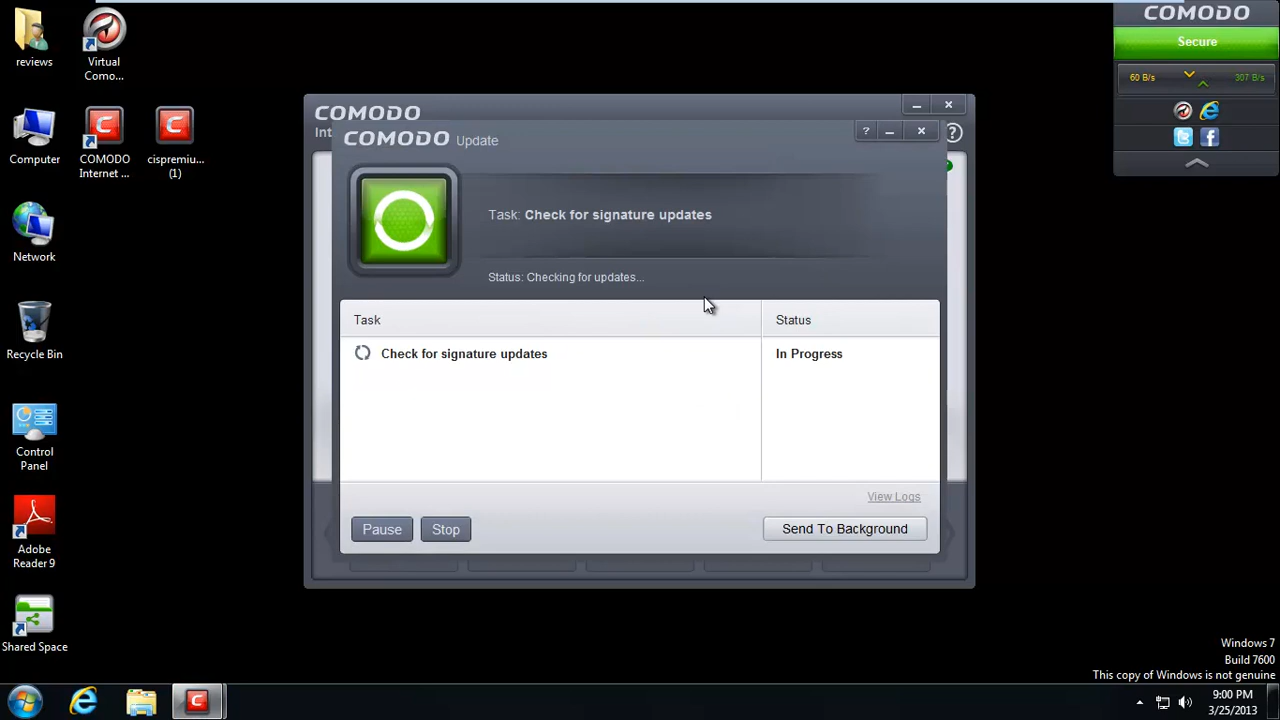 reviews
Virtual
Como...
Computer
COMODO
Internet ...
cispremiu...
(1)
Network
Recycle Bin
Control
Panel
Adobe
Reader 9
Shared Space
COMODO
Int
COMODO Update
?
?
Task: Check for signature updates
Status: Checking for updates...
Task
Status
Check for signature updates
In Progress
View Logs
Pause
Stop
Send To Background
COMODO
Secure
60 B/s
307 B/s
Windows 7
Build 7600
This copy of Windows is not genuine
9:00 PM
3/25/2013